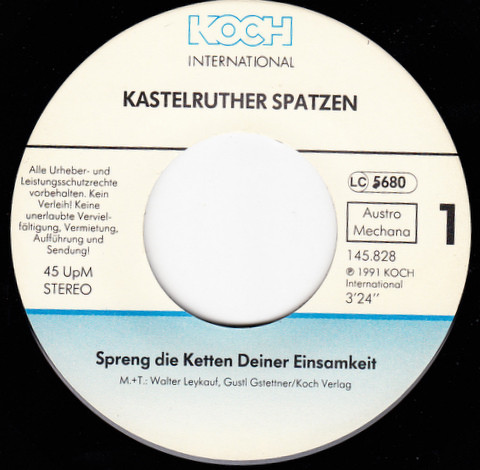 KOCH
INTERNATIONAL
KASTELRUTHER SPATZEN
Alle Urheber- und
Leistungsschutzrechte
vorbehalten. Kein
Verleih! Keine
unerlaubte Verviel-
fältigung, Vermietung,
Aufführung und
Sendung!
45 UpM
STEREO
LC 5680
Austro
Mechana
1
145.828
℗ 1991 KOCH
International
3'24"
Spreng die Ketten Deiner Einsamkeit
M.+T.: Walter Leykauf, Gustl Gstettner/Koch Verlag